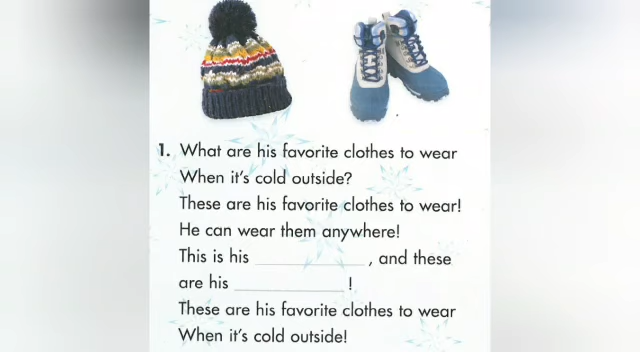 1. What are his favorite clothes to wear
When it's cold outside?
These are his favorite clothes to wear!
He can wear them anywhere!
This is his ____________ , and these
are his ____________ !
These are his favorite clothes to wear
When it's cold outside!